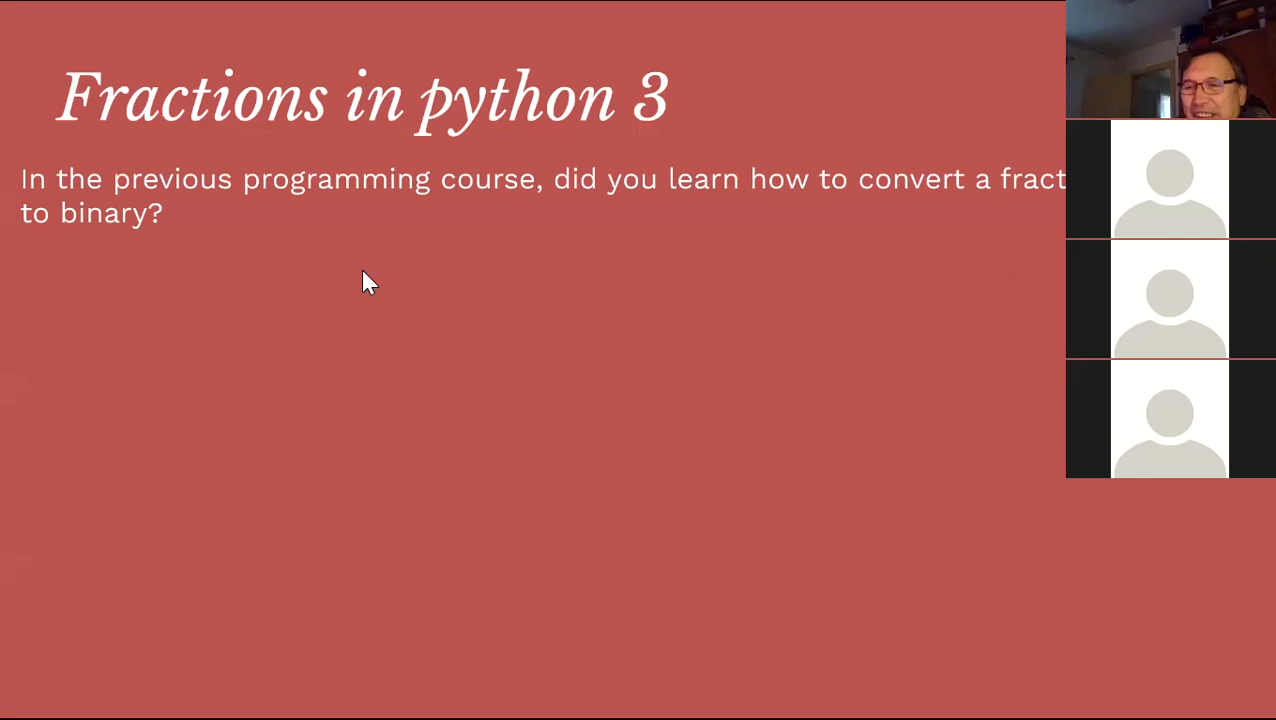 Fractions in python 3
In the previous programming course, did you learn how to convert a fract
to binary?